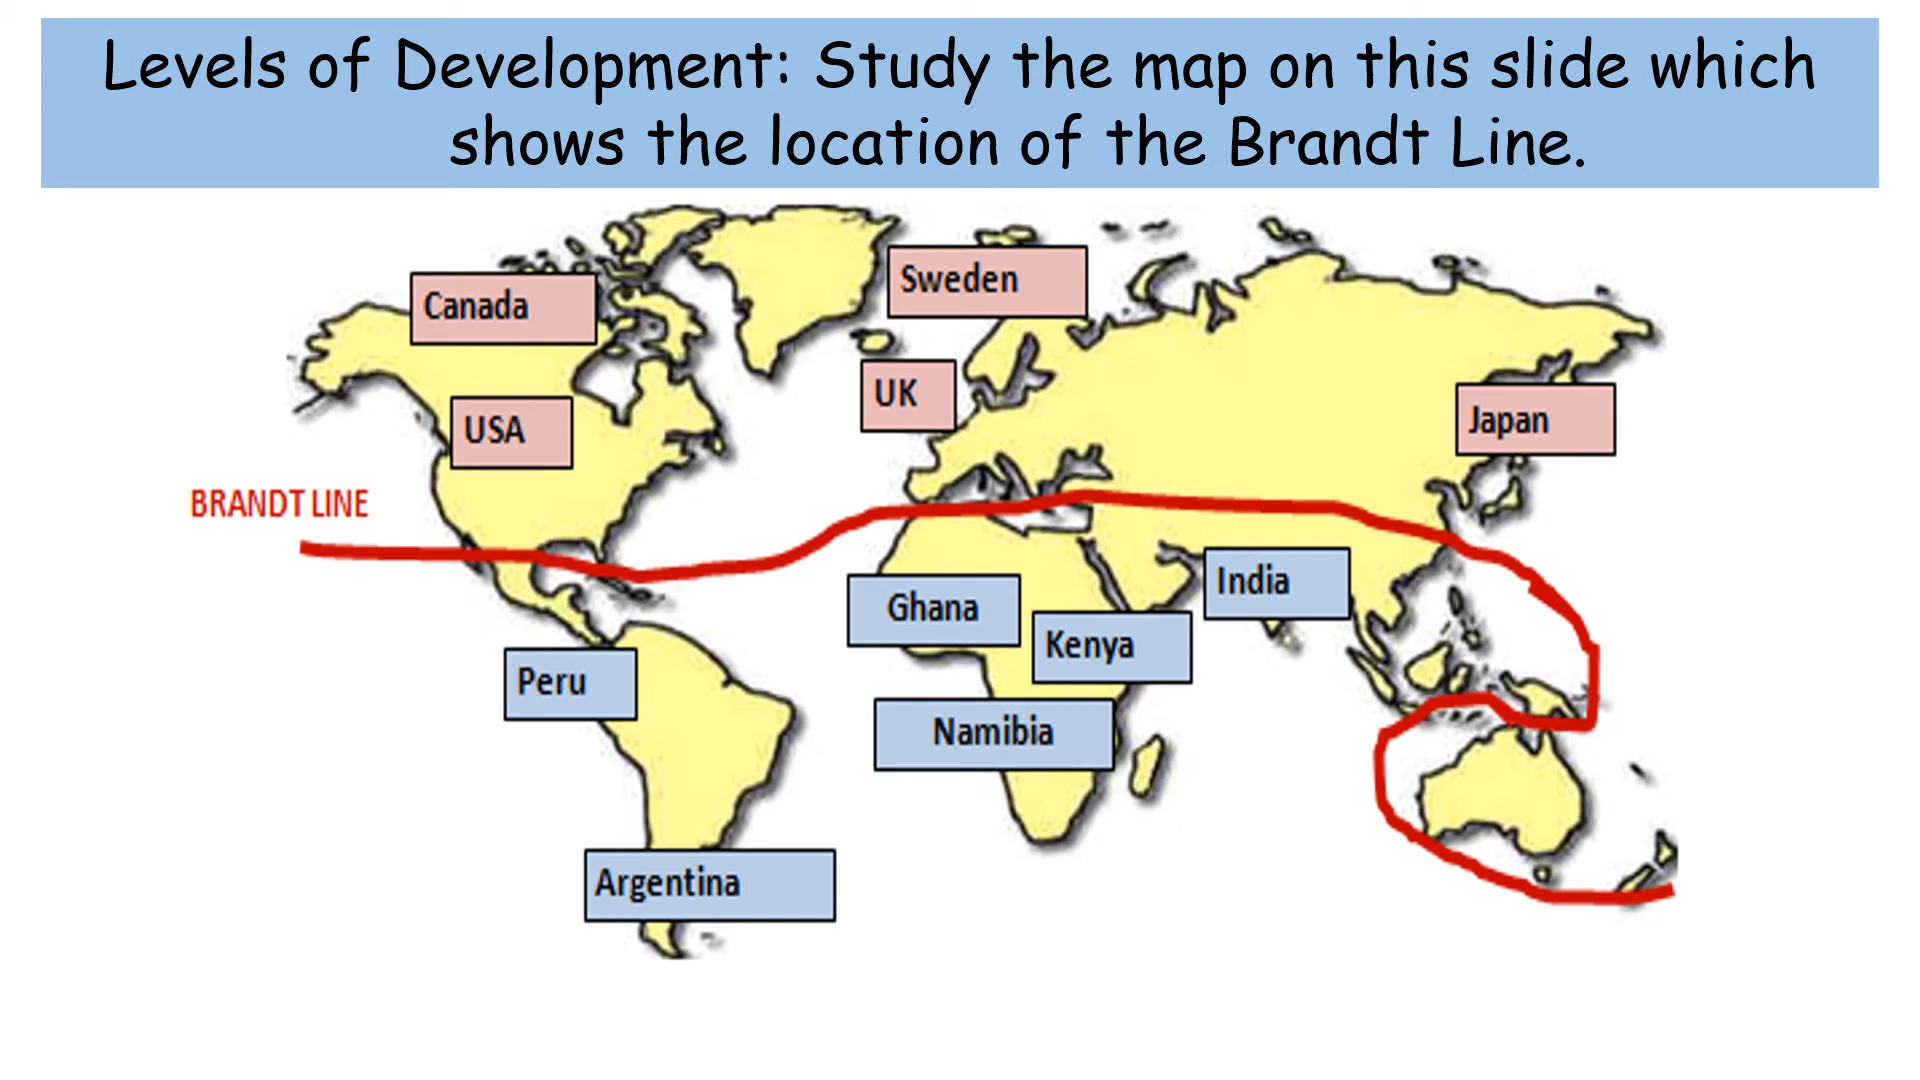 Levels of Development: Study the map on this slide which
shows the location of the Brandt Line.
Sweden
Canada
UK
Japan
USA
BRANDT LINE
India
Ghana
Kenya
Peru
Namibia
Argentina